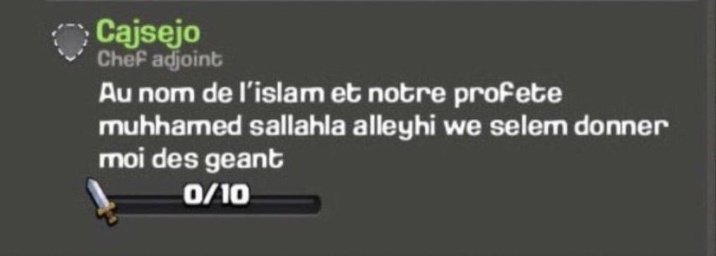 Cajsejo
Chef adjoint
Au nom de l'islam et notre profete
muhhamed sallahla alleyhi we selem donner
moi des geant
0/10